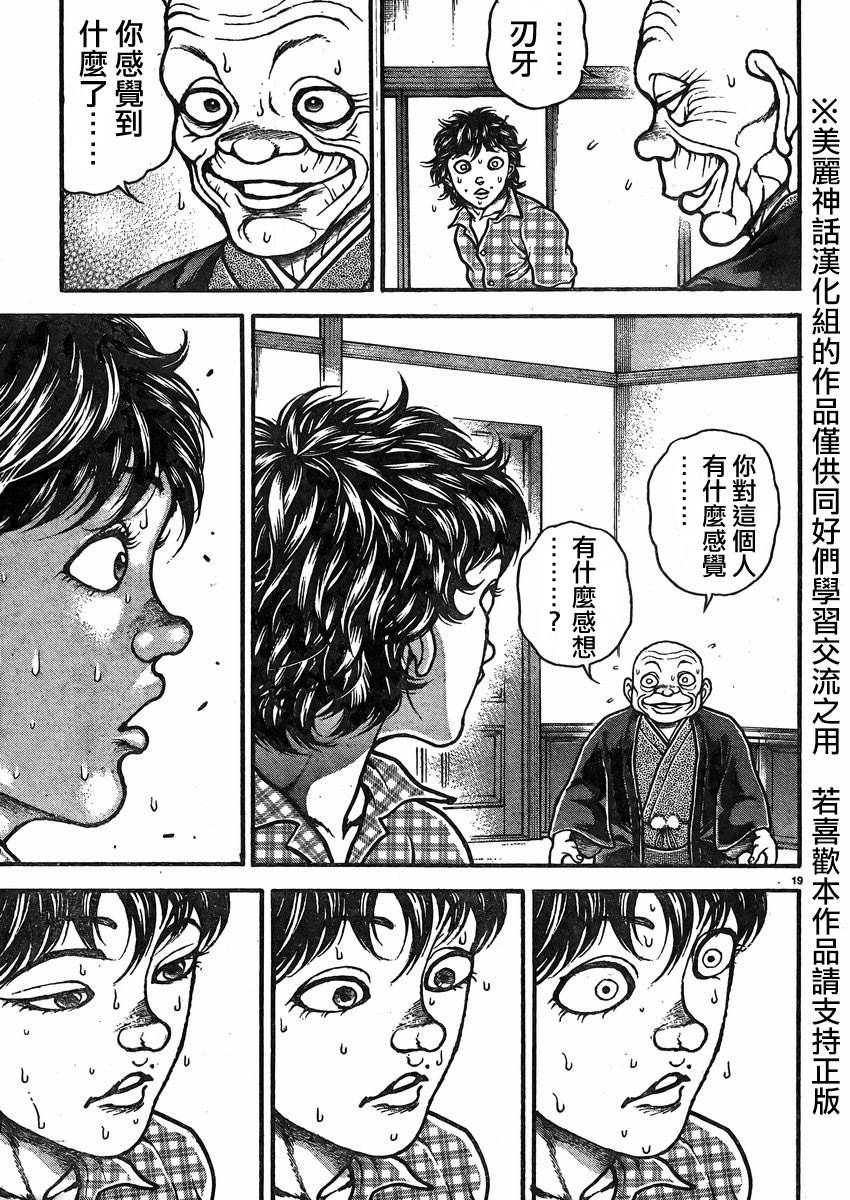 ……
刃牙
你感覺到
什麼了……
你對這個人
有什麼感覺
………
有什麼感想
………?
19
※美麗神話漢化組的作品僅供同好們學習交流之用 若喜歡本作品請支持正版